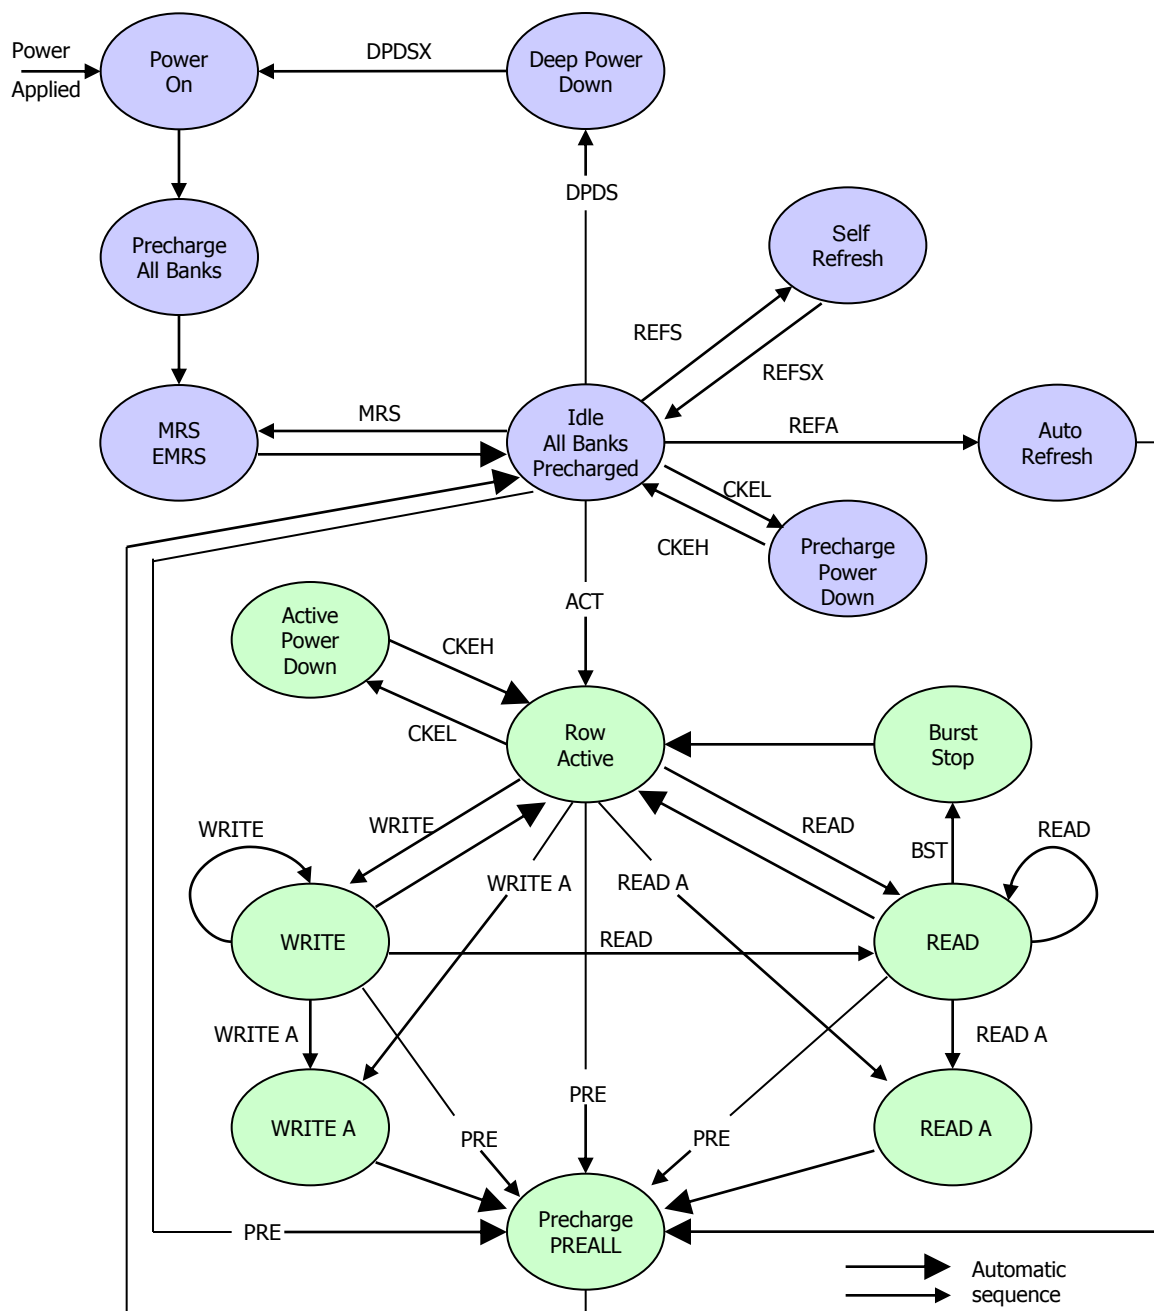 Power
Applied
Power
On
DPDSX
Deep Power
Down
DPDS
Precharge
All Banks
Self
Refresh
REFS
REFSX
MRS
EMRS
MRS
Idle
All Banks
Precharged
REFA
Auto
Refresh
CKEL
CKEH
Precharge
Power
Down
ACT
Active
Power
Down
CKEH
CKEL
Row
Active
Burst
Stop
WRITE
WRITE
READ
BST
READ
WRITE A
READ A
WRITE
READ
READ
WRITE A
READ A
WRITE A
PRE
READ A
PRE
PRE
PRE
Precharge
PREALL
Automatic
sequence